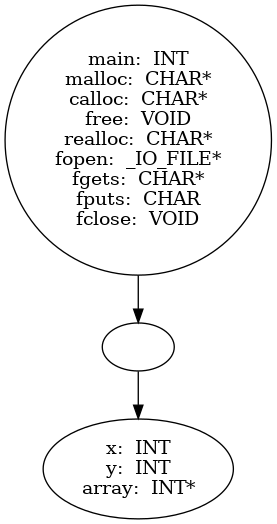 main: INT
malloc: CHAR*
calloc: CHAR*
free: VOID
realloc: CHAR*
fopen: _IO_FILE*
fgets: CHAR*
fputs: CHAR
fclose: VOID
x: INT
y: INT
array: INT*